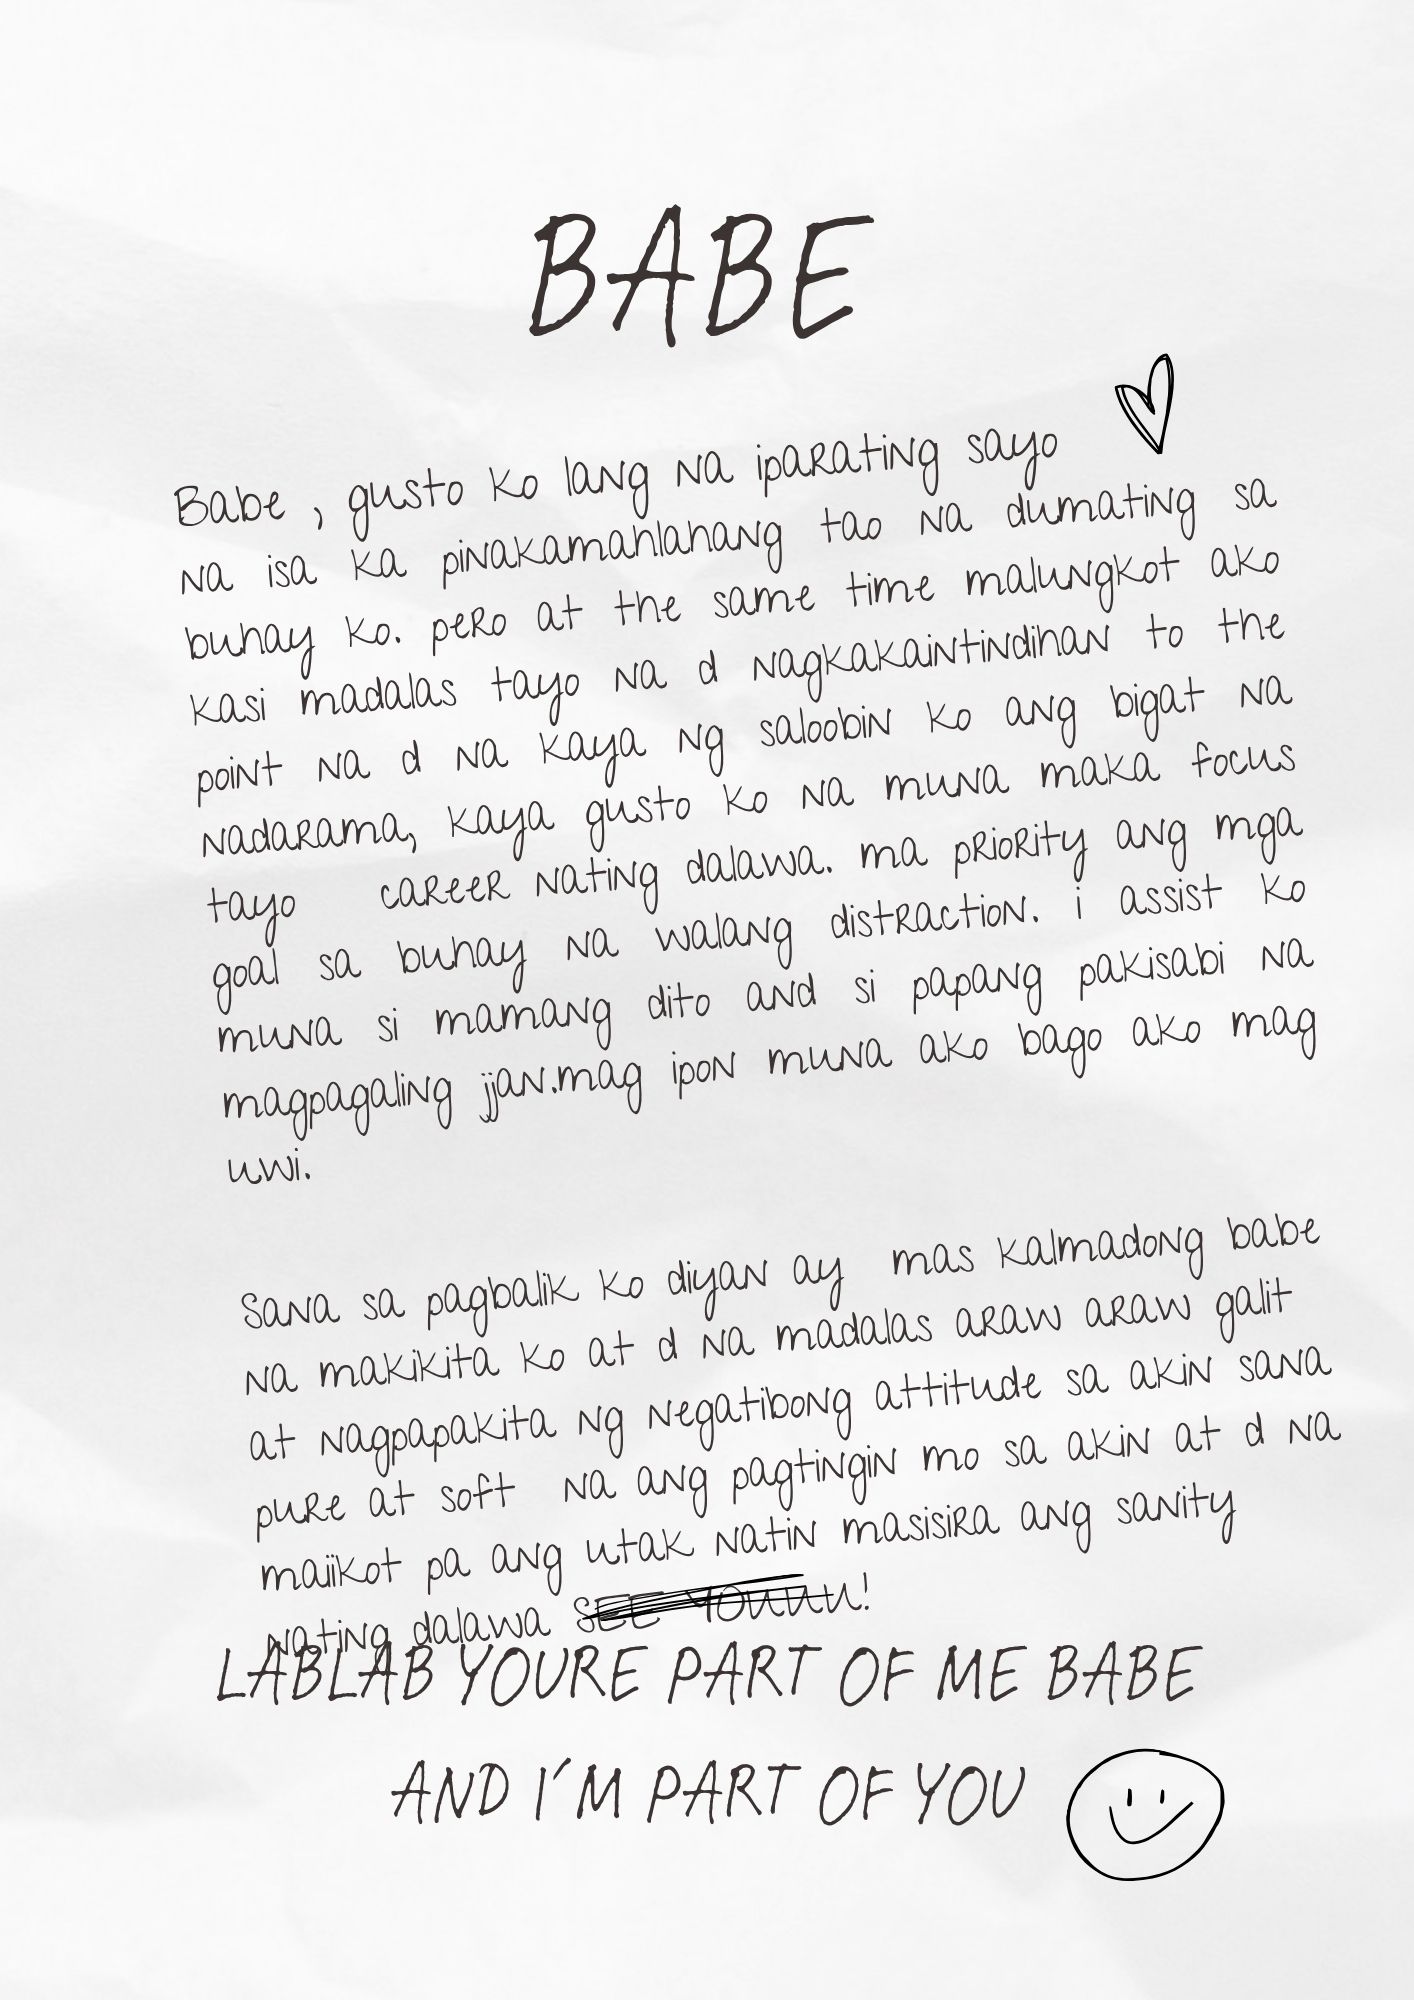 BABE
Babe , gusto ko lang na iparating sayo
na isa ka pinakamahlahang tao na dumating sa
buhay ko. pero at the same time malungkot ako
kasi madalas tayo na d nagkakaintindihan to the
point na d na kaya ng saloobin ko ang bigat na
nadarama, kaya gusto ko na muna maka focus
tayo career nating dalawa. ma priority ang mga
goal sa buhay na walang distraction. i assist ko
muna si mamang dito and si papang pakisabi na
magpagaling jjan.mag ipon muna ako bago ako mag
uwi.
Sana sa pagbalik ko diyan ay mas kalmadong babe
na makikita ko at d na madalas araw araw galit
at nagpapakita ng negatibong attitude sa akin sana
pure at soft na ang pagtingin mo sa akin at d na
maiikot pa ang utak natin masisira ang sanity
nating dalawa SEE YOUUU!
LABLAB YOURE PART OF ME BABE
AND I´M PART OF YOU